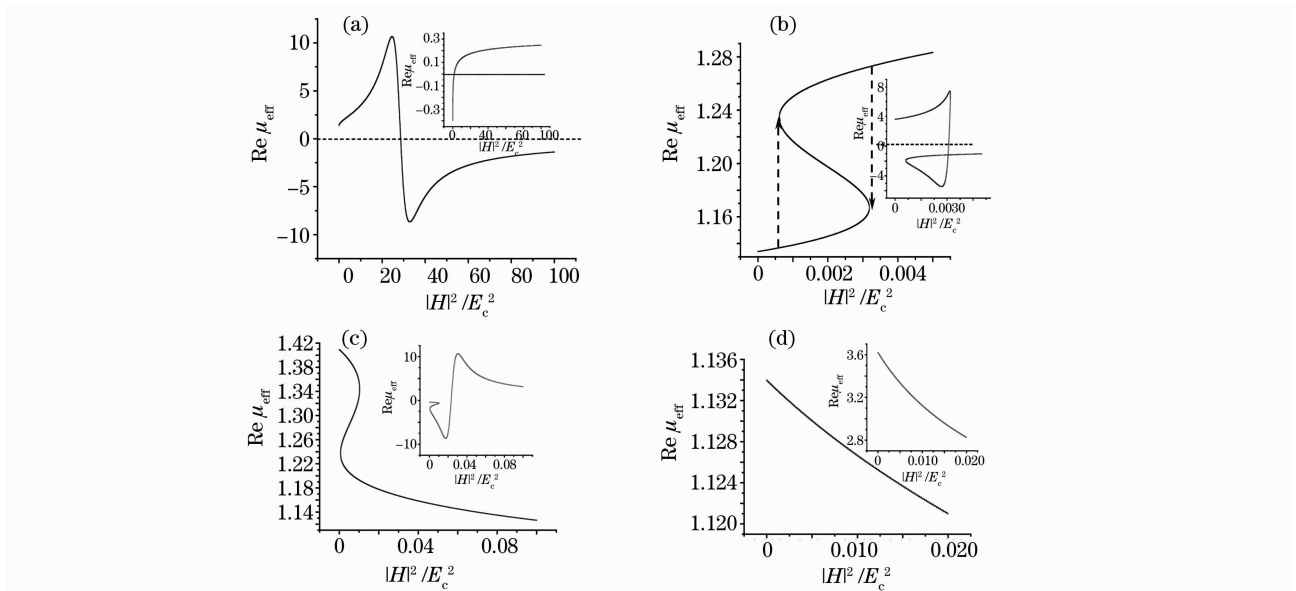 (a)
10
5
0
−5
−10
Re μeff
0 20 40 60 80 100
|H|² /Ec²
0.3
0.1
−0.1
−0.3
Reμeff
0 40 60 100
|H|² /Ec²
(b)
1.28
1.24
1.20
1.16
Re μeff
0 0.002 0.004
|H|² /Ec²
8
4
0
−4
Reμeff
0 0.0030
|H|² /Ec²
(c)
1.42
1.38
1.34
1.30
1.26
1.22
1.18
1.14
Re μeff
0 0.04 0.08
|H|² /Ec²
10
0
−10
Reμeff
0 0.04 0.08
|H|² /Ec²
(d)
1.136
1.132
1.128
1.124
1.120
Re μeff
0 0.010 0.020
|H|² /Ec²
3.6
3.2
2.8
Reμeff
0 0.010 0.020
|H|² /Ec²